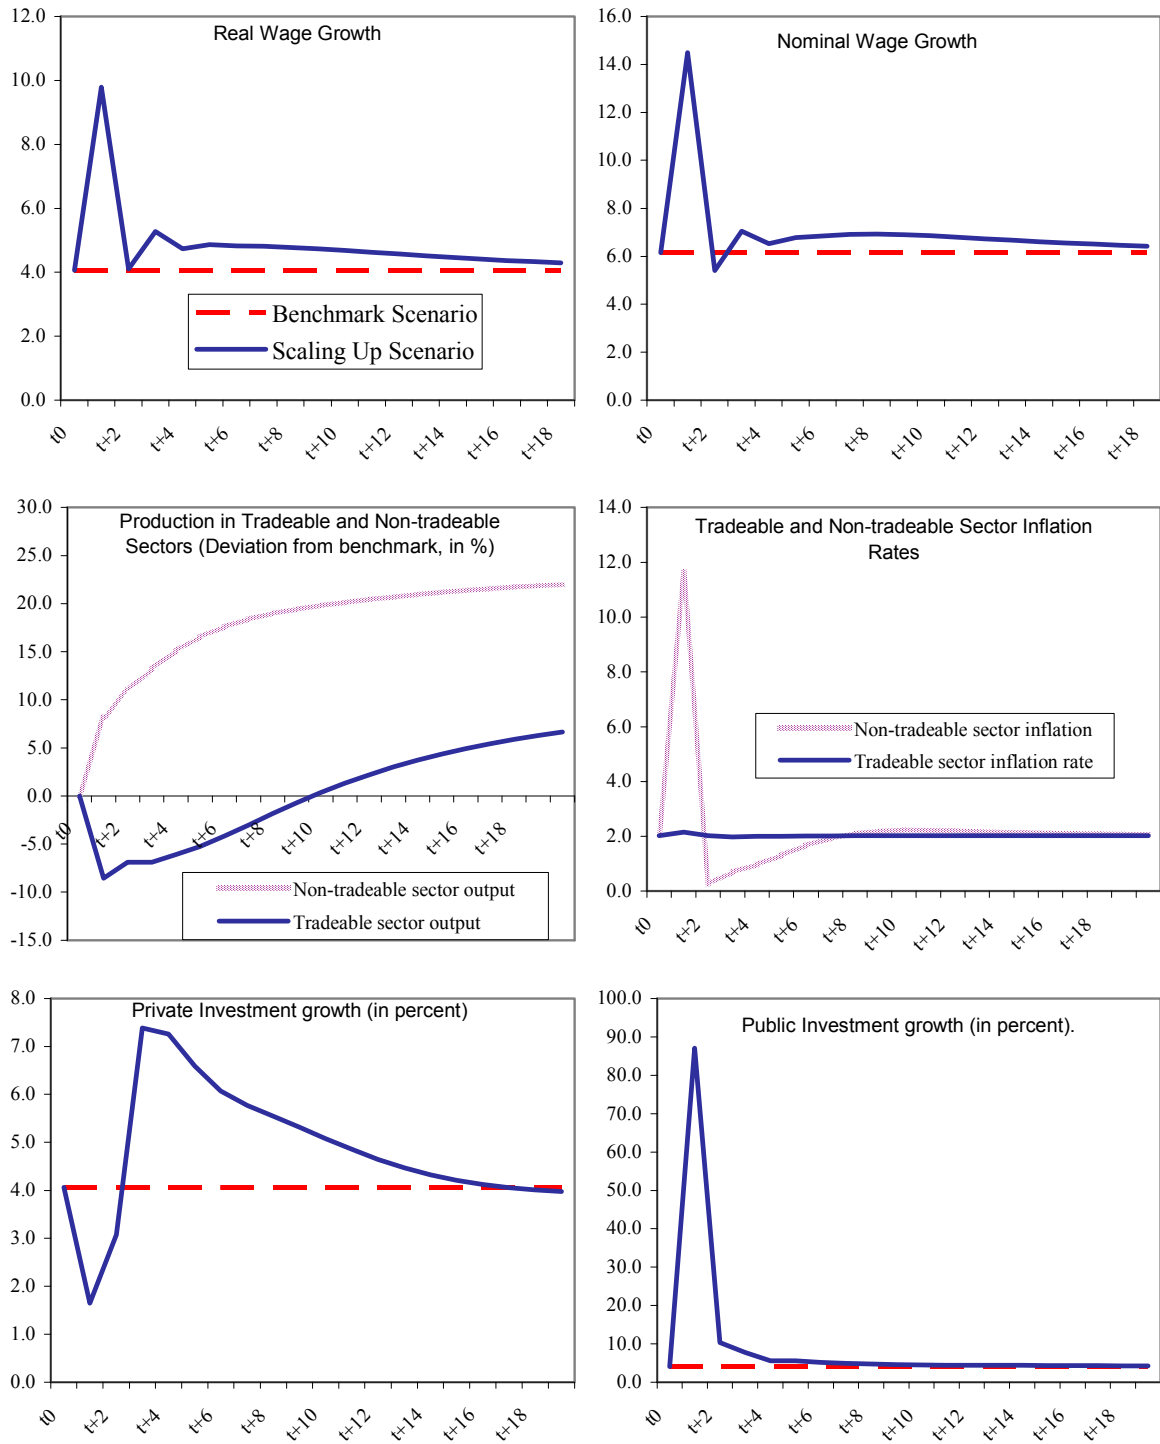 Real Wage Growth
12.0
10.0
8.0
6.0
4.0
2.0
0.0
Benchmark Scenario
Scaling Up Scenario
t0
t+2
t+4
t+6
t+8
t+10
t+12
t+14
t+16
t+18
Nominal Wage Growth
16.0
14.0
12.0
10.0
8.0
6.0
4.0
2.0
0.0
t0
t+2
t+4
t+6
t+8
t+10
t+12
t+14
t+16
t+18
Production in Tradeable and Non-tradeable
Sectors (Deviation from benchmark, in %)
30.0
25.0
20.0
15.0
10.0
5.0
0.0
-5.0
-10.0
-15.0
t0
t+2
t+4
t+6
t+8
t+10
t+12
t+14
t+16
t+18
Non-tradeable sector output
Tradeable sector output
Tradeable and Non-tradeable Sector Inflation
Rates
14.0
12.0
10.0
8.0
6.0
4.0
2.0
0.0
Non-tradeable sector inflation
Tradeable sector inflation rate
t0
t+2
t+4
t+6
t+8
t+10
t+12
t+14
t+16
t+18
Private Investment growth (in percent)
8.0
7.0
6.0
5.0
4.0
3.0
2.0
1.0
0.0
t0
t+2
t+4
t+6
t+8
t+10
t+12
t+14
t+16
t+18
Public Investment growth (in percent).
100.0
90.0
80.0
70.0
60.0
50.0
40.0
30.0
20.0
10.0
0.0
t0
t+2
t+4
t+6
t+8
t+10
t+12
t+14
t+16
t+18